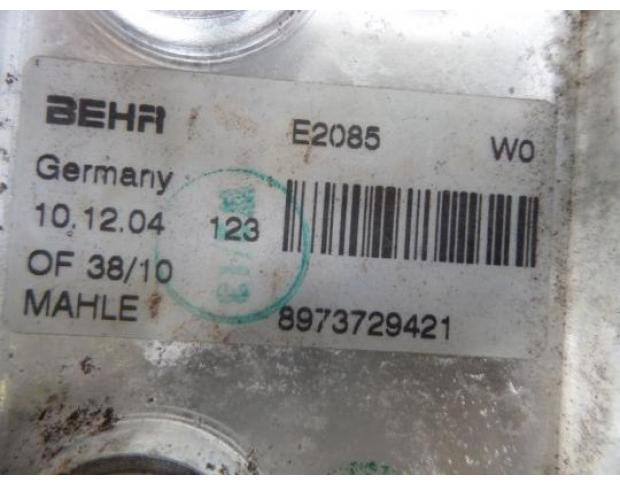 BEHR E2085 W0
Germany
10.12.04 123
OF 38/10
MAHLE 8973729421